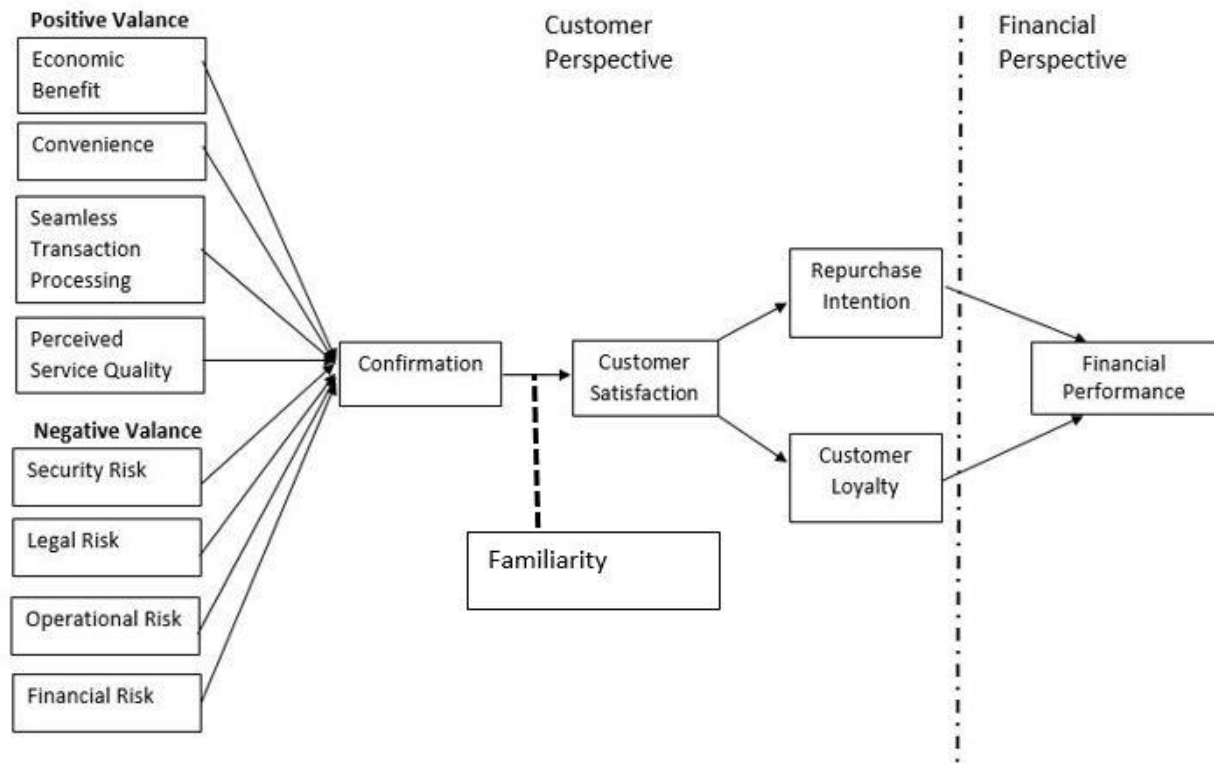 Positive Valance
Economic
Benefit
Convenience
Seamless
Transaction
Processing
Perceived
Service Quality
Negative Valance
Security Risk
Legal Risk
Operational Risk
Financial Risk
Confirmation
Familiarity
Customer
Perspective
Customer
Satisfaction
Repurchase
Intention
Customer
Loyalty
Financial
Perspective
Financial
Performance